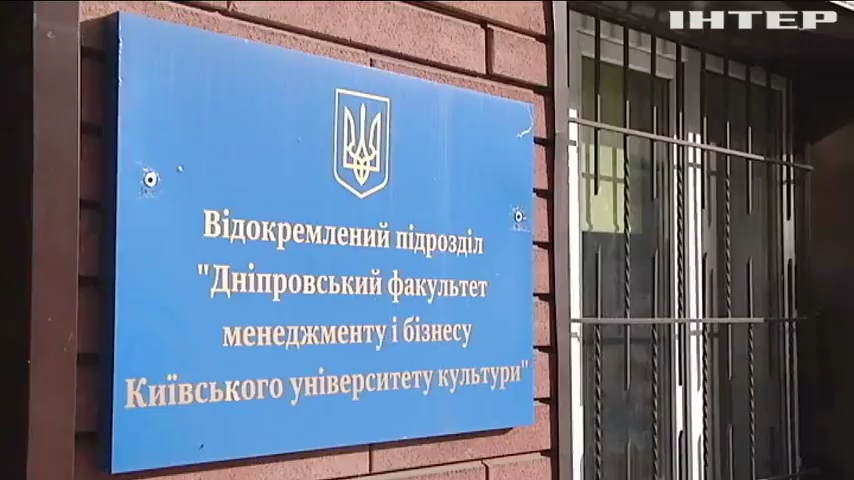 ІНТЕР
Відокремлений підрозділ
"Дніпровський факультет
менеджменту і бізнесу
Київського університету культури"